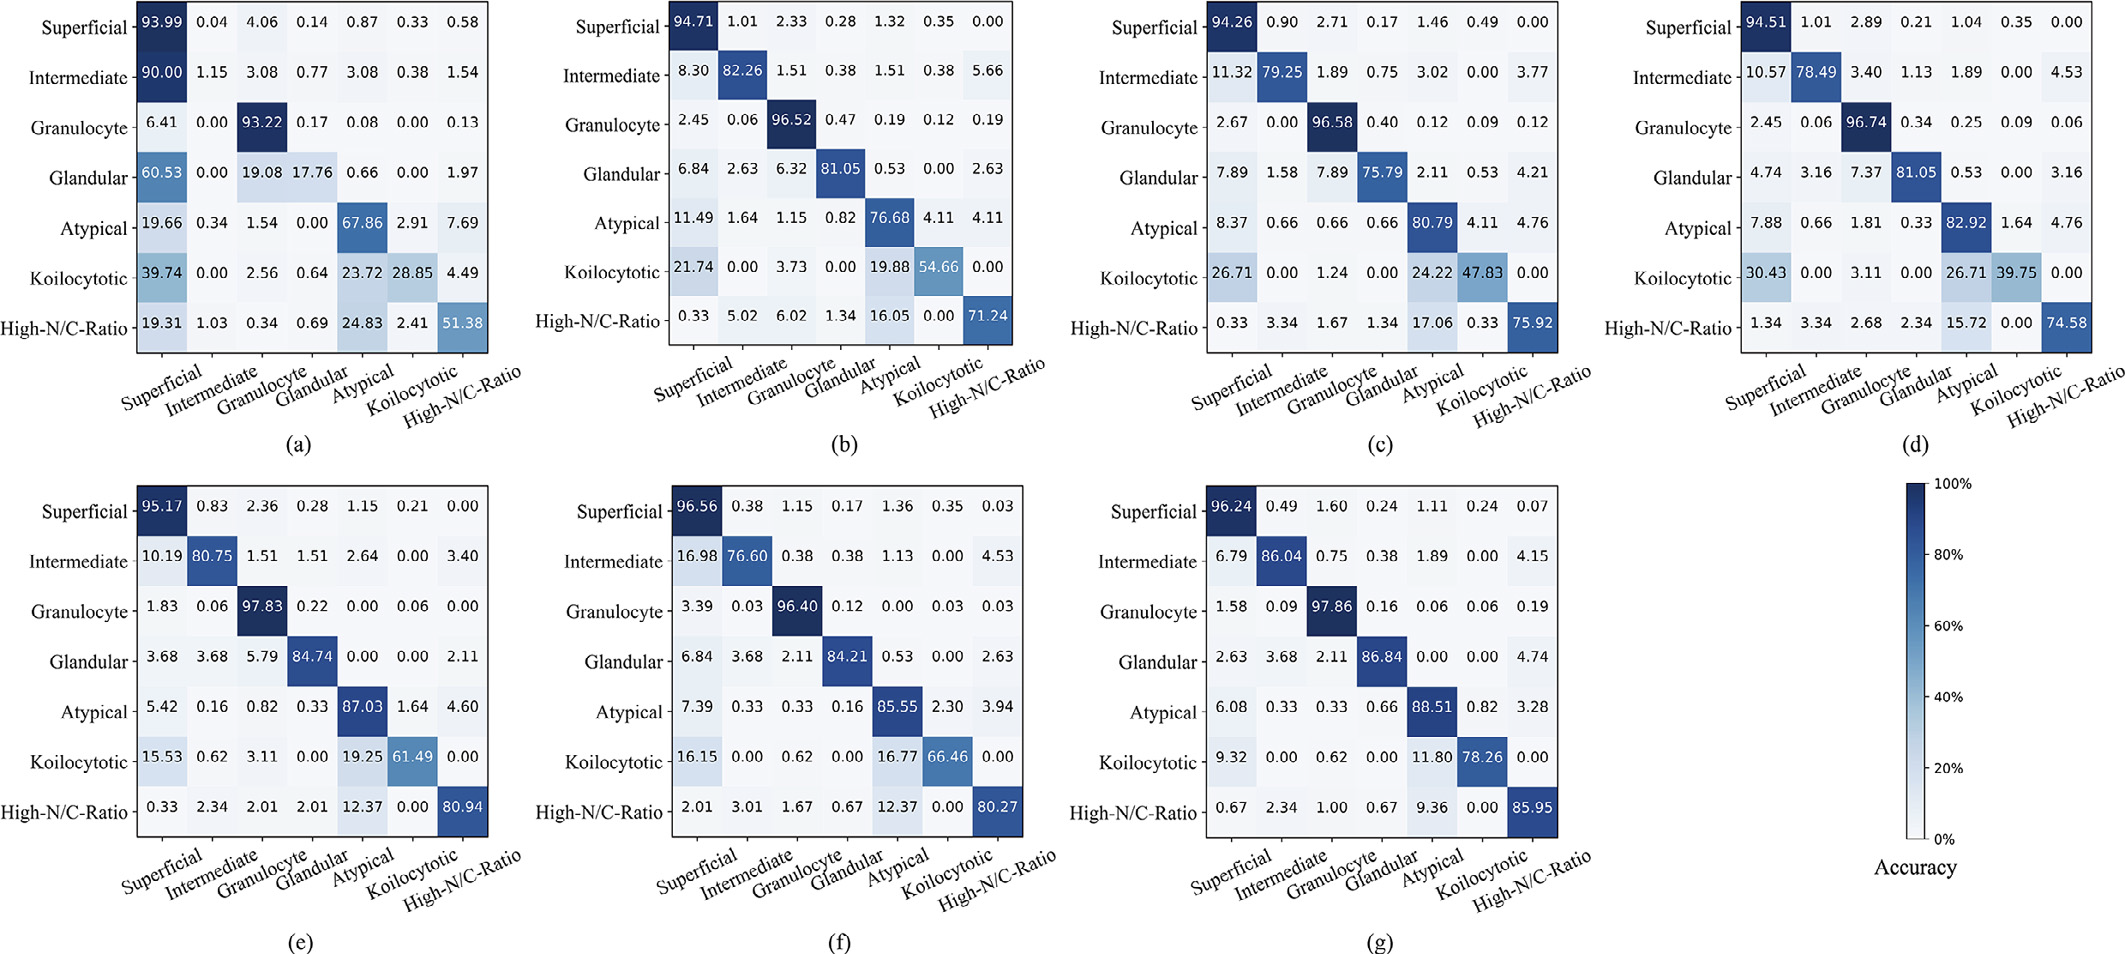 Superficial 93.99 0.04 4.06 0.14 0.87 0.33 0.58
Intermediate 90.00 1.15 3.08 0.77 3.08 0.38 1.54
Granulocyte 6.41 0.00 93.22 0.17 0.08 0.00 0.13
Glandular 60.53 0.00 19.08 17.76 0.66 0.00 1.97
Atypical 19.66 0.34 1.54 0.00 67.86 2.91 7.69
Koilocytotic 39.74 0.00 2.56 0.64 23.72 28.85 4.49
High-N/C-Ratio 19.31 1.03 0.34 0.69 24.83 2.41 51.38
Superficial Intermediate Granulocyte Glandular Atypical Koilocytotic High-N/C-Ratio
(a)
Superficial 94.71 1.01 2.33 0.28 1.32 0.35 0.00
Intermediate 8.30 82.26 1.51 0.38 1.51 0.38 5.66
Granulocyte 2.45 0.06 96.52 0.47 0.19 0.12 0.19
Glandular 6.84 2.63 6.32 81.05 0.53 0.00 2.63
Atypical 11.49 1.64 1.15 0.82 76.68 4.11 4.11
Koilocytotic 21.74 0.00 3.73 0.00 19.88 54.66 0.00
High-N/C-Ratio 0.33 5.02 6.02 1.34 16.05 0.00 71.24
Superficial Intermediate Granulocyte Glandular Atypical Koilocytotic High-N/C-Ratio
(b)
Superficial 94.26 0.90 2.71 0.17 1.46 0.49 0.00
Intermediate 11.32 79.25 1.89 0.75 3.02 0.00 3.77
Granulocyte 2.67 0.00 96.58 0.40 0.12 0.09 0.12
Glandular 7.89 1.58 7.89 75.79 2.11 0.53 4.21
Atypical 8.37 0.66 0.66 0.66 80.79 4.11 4.76
Koilocytotic 26.71 0.00 1.24 0.00 24.22 47.83 0.00
High-N/C-Ratio 0.33 3.34 1.67 1.34 17.06 0.33 75.92
Superficial Intermediate Granulocyte Glandular Atypical Koilocytotic High-N/C-Ratio
(c)
Superficial 94.51 1.01 2.89 0.21 1.04 0.35 0.00
Intermediate 10.57 78.49 3.40 1.13 1.89 0.00 4.53
Granulocyte 2.45 0.06 96.74 0.34 0.25 0.09 0.06
Glandular 4.74 3.16 7.37 81.05 0.53 0.00 3.16
Atypical 7.88 0.66 1.81 0.33 82.92 1.64 4.76
Koilocytotic 30.43 0.00 3.11 0.00 26.71 39.75 0.00
High-N/C-Ratio 1.34 3.34 2.68 2.34 15.72 0.00 74.58
Superficial Intermediate Granulocyte Glandular Atypical Koilocytotic High-N/C-Ratio
(d)
Superficial 95.17 0.83 2.36 0.28 1.15 0.21 0.00
Intermediate 10.19 80.75 1.51 1.51 2.64 0.00 3.40
Granulocyte 1.83 0.06 97.83 0.22 0.00 0.06 0.00
Glandular 3.68 3.68 5.79 84.74 0.00 0.00 2.11
Atypical 5.42 0.16 0.82 0.33 87.03 1.64 4.60
Koilocytotic 15.53 0.62 3.11 0.00 19.25 61.49 0.00
High-N/C-Ratio 0.33 2.34 2.01 2.01 12.37 0.00 80.94
Superficial Intermediate Granulocyte Glandular Atypical Koilocytotic High-N/C-Ratio
(e)
Superficial 96.56 0.38 1.15 0.17 1.36 0.35 0.03
Intermediate 16.98 76.60 0.38 0.38 1.13 0.00 4.53
Granulocyte 3.39 0.03 96.40 0.12 0.00 0.03 0.03
Glandular 6.84 3.68 2.11 84.21 0.53 0.00 2.63
Atypical 7.39 0.33 0.33 0.16 85.55 2.30 3.94
Koilocytotic 16.15 0.00 0.62 0.00 16.77 66.46 0.00
High-N/C-Ratio 2.01 3.01 1.67 0.67 12.37 0.00 80.27
Superficial Intermediate Granulocyte Glandular Atypical Koilocytotic High-N/C-Ratio
(f)
Superficial 96.24 0.49 1.60 0.24 1.11 0.24 0.07
Intermediate 6.79 86.04 0.75 0.38 1.89 0.00 4.15
Granulocyte 1.58 0.09 97.86 0.16 0.06 0.06 0.19
Glandular 2.63 3.68 2.11 86.84 0.00 0.00 4.74
Atypical 6.08 0.33 0.33 0.66 88.51 0.82 3.28
Koilocytotic 9.32 0.00 0.62 0.00 11.80 78.26 0.00
High-N/C-Ratio 0.67 2.34 1.00 0.67 9.36 0.00 85.95
Superficial Intermediate Granulocyte Glandular Atypical Koilocytotic High-N/C-Ratio
(g)
100%
80%
60%
40%
20%
0%
Accuracy